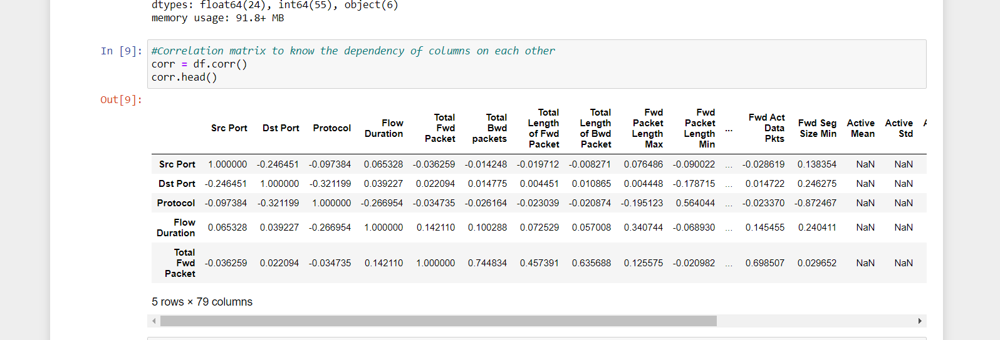 dtypes: float64(24), int64(55), object(6)
memory usage: 91.8+ MB
In [9]: #Correlation matrix to know the dependency of columns on each other
corr = df.corr()
corr.head()
Out[9]:
Src Port Dst Port Protocol Flow Duration Total Fwd Packet Total Bwd packets Total Length of Fwd Packet Total Length of Bwd Packet Fwd Packet Length Max Fwd Packet Length Min ... Fwd Act Data Pkts Fwd Seg Size Min Active Mean Active Std
Src Port 1.000000 -0.246451 -0.097384 0.065328 -0.036259 -0.014248 -0.019712 -0.008271 0.076486 -0.090022 ... -0.028619 0.138354 NaN NaN
Dst Port -0.246451 1.000000 -0.321199 0.039227 0.022094 0.014775 0.004451 0.010865 0.004448 -0.178715 ... 0.014722 0.246275 NaN NaN
Protocol -0.097384 -0.321199 1.000000 -0.266954 -0.034735 -0.026164 -0.023039 -0.020874 -0.195123 0.564044 ... -0.023370 -0.872467 NaN NaN
Flow Duration 0.065328 0.039227 -0.266954 1.000000 0.142110 0.100288 0.072529 0.057008 0.340744 -0.068930 ... 0.145455 0.240411 NaN NaN
Total Fwd Packet -0.036259 0.022094 -0.034735 0.142110 1.000000 0.744834 0.457391 0.635688 0.125575 -0.020982 ... 0.698507 0.029652 NaN NaN
5 rows × 79 columns